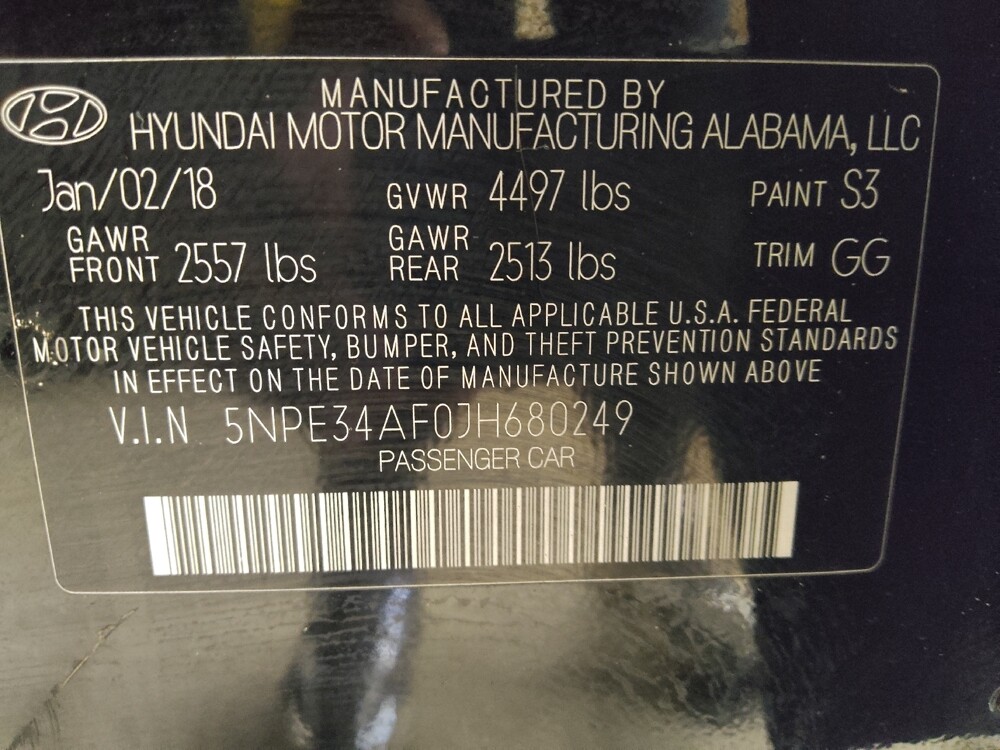 MANUFACTURED BY
HYUNDAI MOTOR MANUFACTURING ALABAMA, LLC
Jan/02/18 GVWR 4497 lbs PAINT S3
GAWR FRONT 2557 lbs GAWR REAR 2513 lbs TRIM GG
THIS VEHICLE CONFORMS TO ALL APPLICABLE U.S.A. FEDERAL
MOTOR VEHICLE SAFETY, BUMPER, AND THEFT PREVENTION STANDARDS
IN EFFECT ON THE DATE OF MANUFACTURE SHOWN ABOVE
V.I.N 5NPE34AF0JH680249
PASSENGER CAR